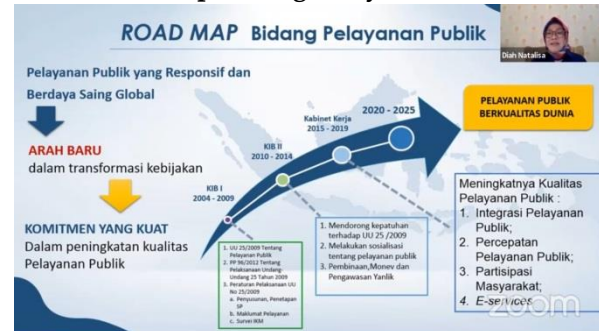 ROAD MAP Bidang Pelayanan Publik
Diah Natalisa
Pelayanan Publik yang Responsif dan
Berdaya Saing Global
ARAH BARU
dalam transformasi kebijakan
KOMITMEN YANG KUAT
Dalam peningkatan kualitas
Pelayanan Publik
KIB I
2004 - 2009
KIB II
2010 - 2014
Kabinet Kerja
2015 - 2019
2020 - 2025
1. UU 25/2009 Tentang
Pelayanan Publik
2. PP 96/2012 Tentang
Pelaksanaan Undang-
Undang 25 Tahun 2009
3. Peraturan Pelaksanaan UU
No 25/2009
a. Penyusunan, Penetapan
SP
b. Maklumat Pelayanan
c. Survei IKM
1. Mendorong kepatuhan
terhadap UU 25 /2009
2. Melakukan sosialisasi
tentang pelayanan publik
3. Pembinaan,Monev dan
Pengawasan Yanlik
PELAYANAN PUBLIK
BERKUALITAS DUNIA
Meningkatnya Kualitas
Pelayanan Publik :
1. Integrasi Pelayanan
Publik;
2. Percepatan
Pelayanan Publik;
3. Partisipasi
Masyarakat;
4. E-services
zoom